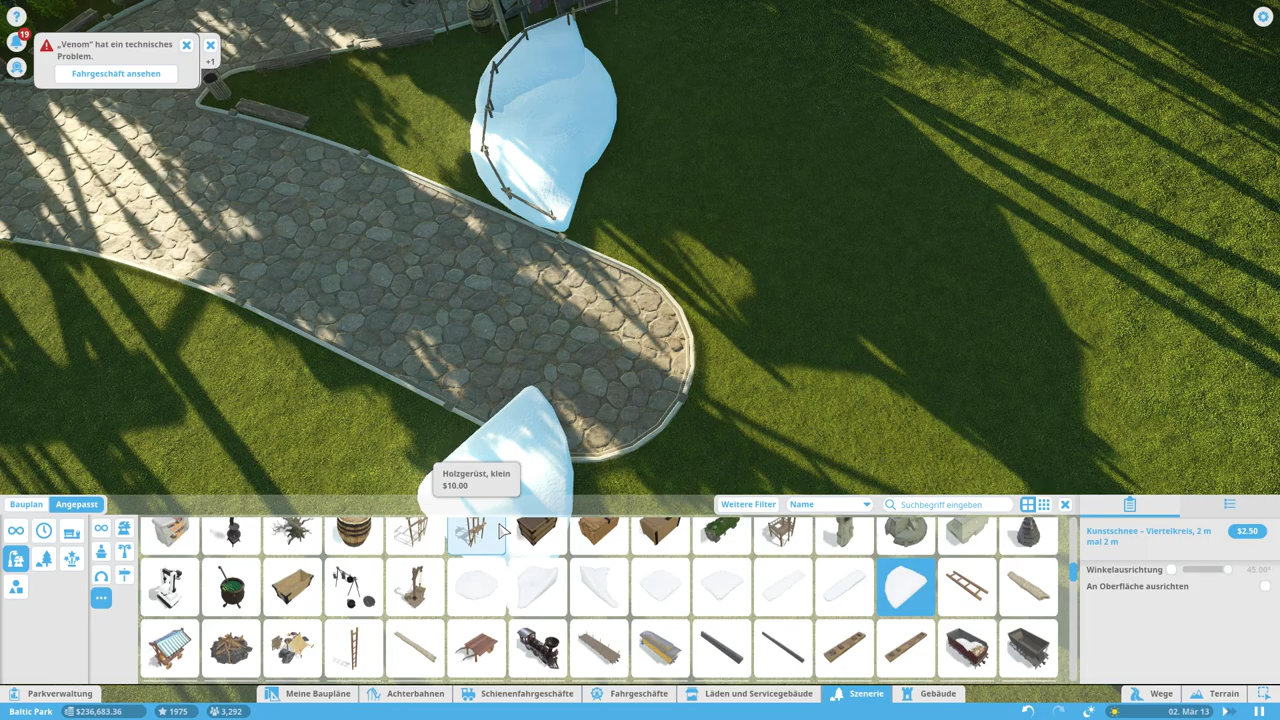 ?
19
„Venom“ hat ein technisches
Problem.
+1
Fahrgeschäft ansehen
Holzgerüst, klein
$10.00
Bauplan
Angepasst
Weitere Filter
Name
Suchbegriff eingeben
Kunstschnee – Viertelkreis, 2 m
mal 2 m
$2.50
Winkelausrichtung
45.00°
An Oberfläche ausrichten
Parkverwaltung
Meine Baupläne
Achterbahnen
Schienenfahrgeschäfte
Fahrgeschäfte
Läden und Servicegebäude
Szenerie
Gebäude
Wege
Terrain
Baltic Park
$236,683.36
1975
3,292
02. Mär 13